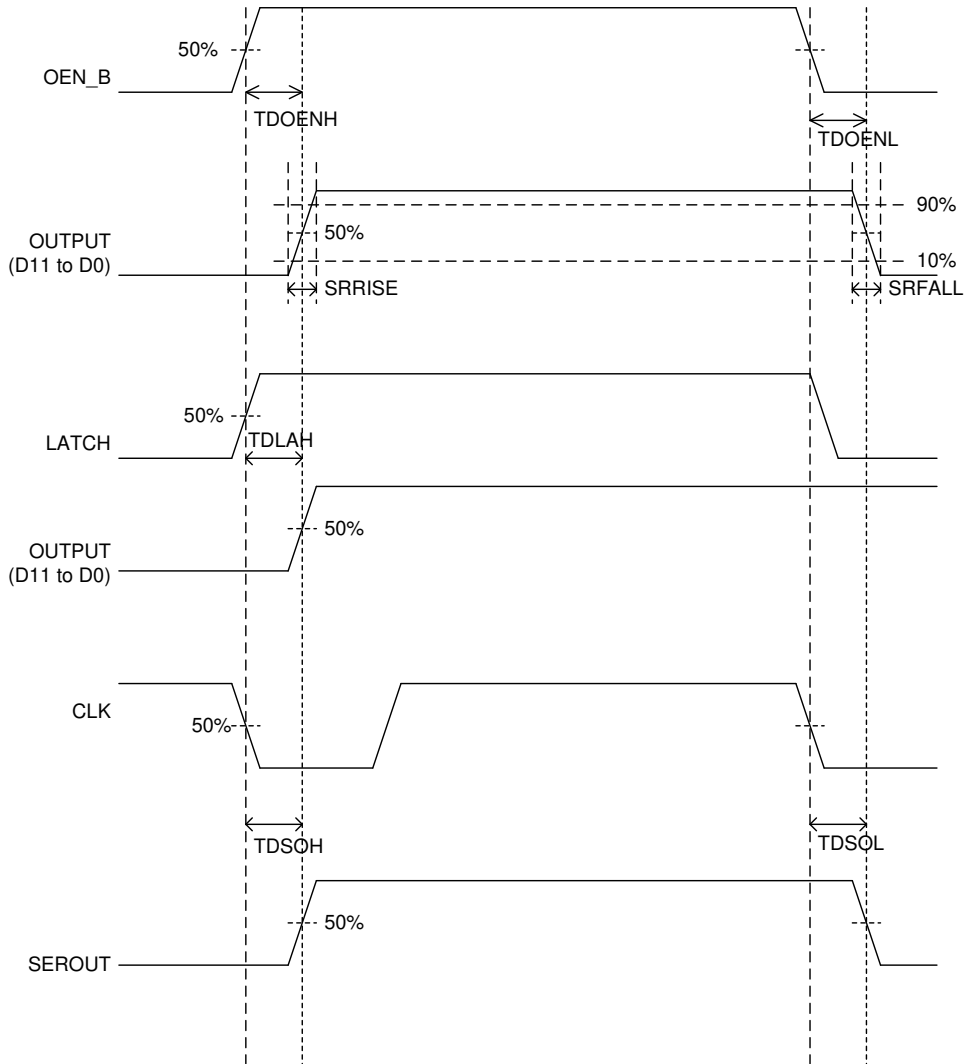 50%
OEN_B
TDOENH
TDOENL
90%
OUTPUT
(D11 to D0)
50%
10%
SRRISE
SRFALL
50%
LATCH
TDLAH
50%
OUTPUT
(D11 to D0)
CLK
50%
TDSOH
TDSOL
50%
SEROUT